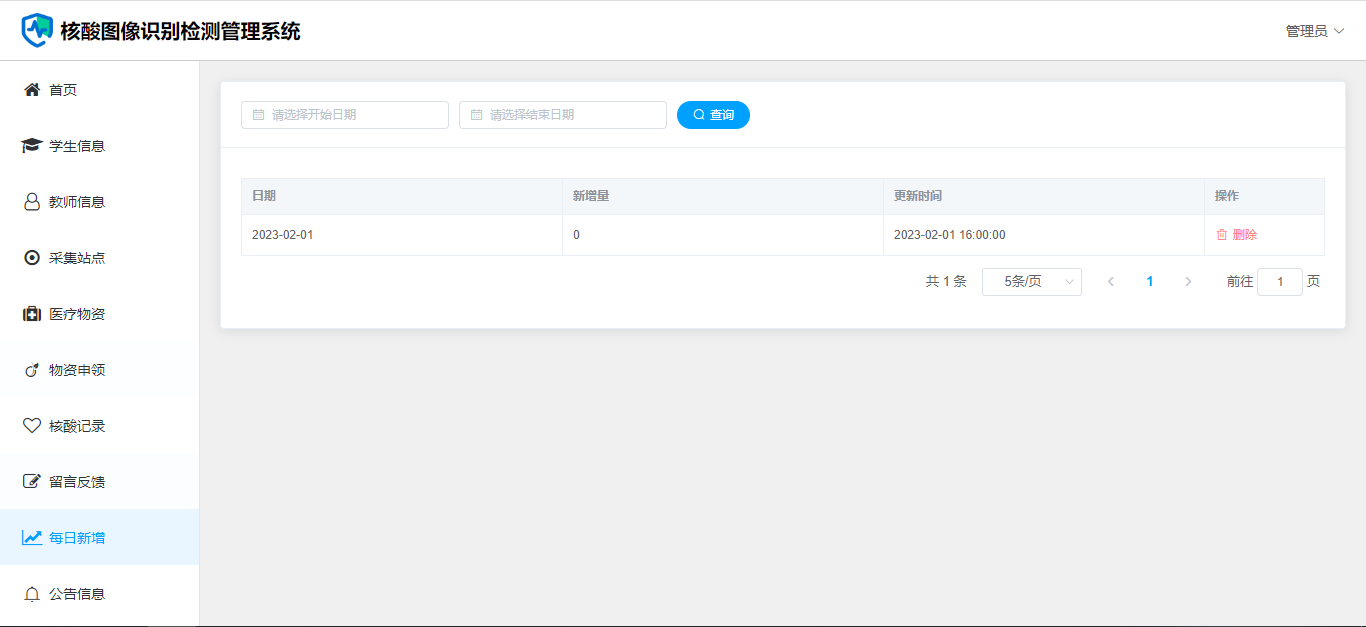 核酸图像识别检测管理系统
管理员
首页
学生信息
教师信息
采集站点
医疗物资
物资申领
核酸记录
留言反馈
每日新增
公告信息
请选择开始日期 请选择结束日期 查询
日期 新增量 更新时间 操作
2023-02-01 0 2023-02-01 16:00:00 删除
共 1 条 5条/页 1 前往 1 页